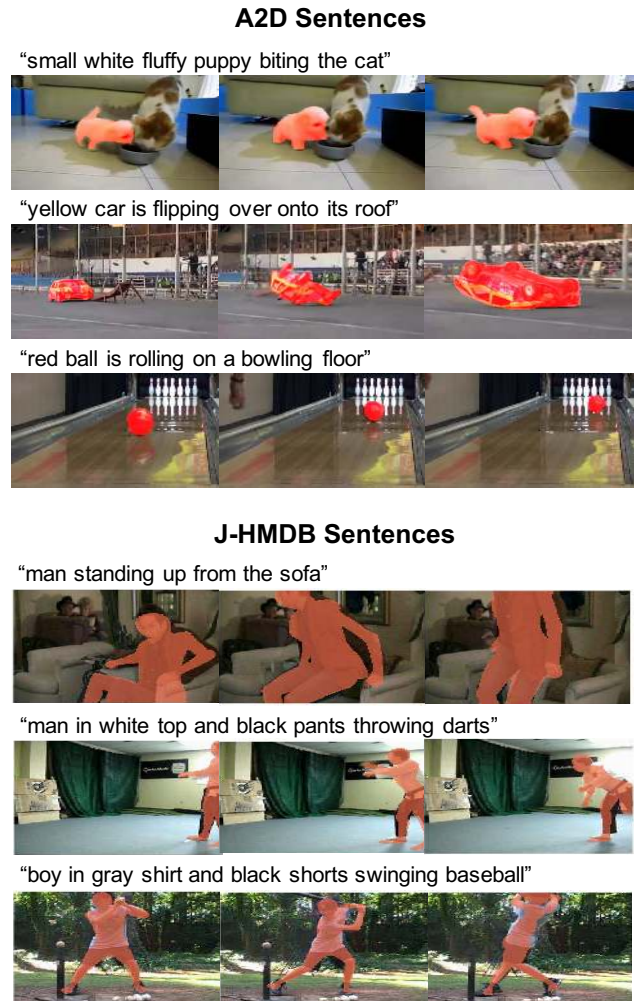 A2D Sentences
“small white fluffy puppy biting the cat”
“yellow car is flipping over onto its roof”
“red ball is rolling on a bowling floor”
J-HMDB Sentences
“man standing up from the sofa”
“man in white top and black pants throwing darts”
“boy in gray shirt and black shorts swinging baseball”